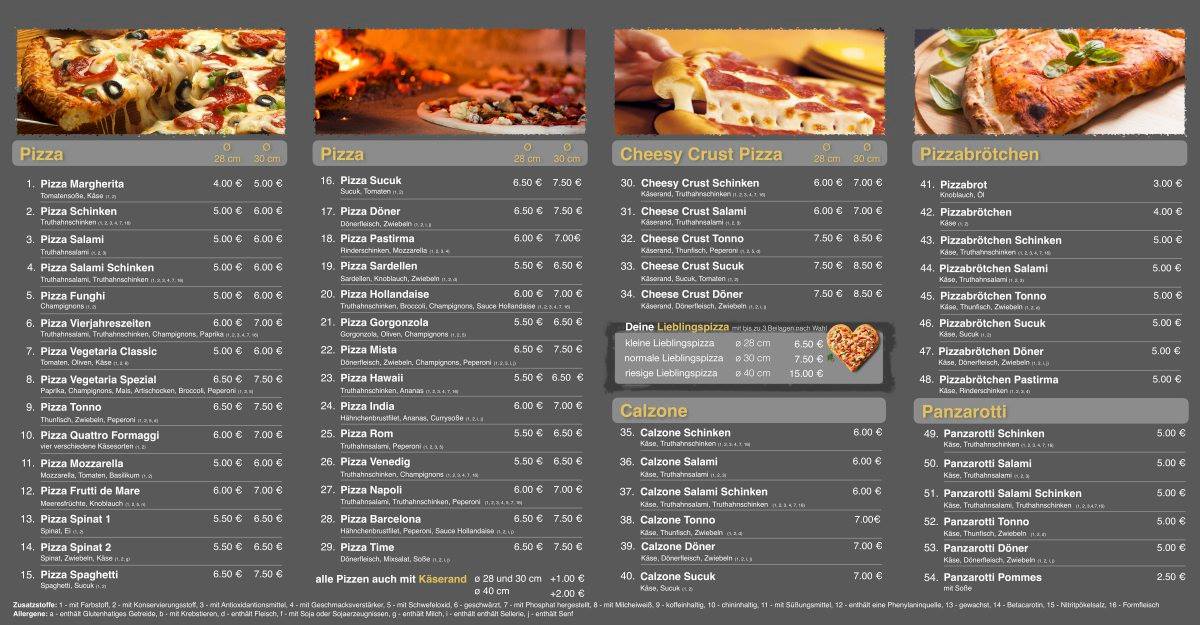 Pizza Ø 28 cm Ø 30 cm
1. Pizza Margherita 4.00 € 5.00 €
Tomatensoße, Käse (1, 2)
2. Pizza Schinken 5.00 € 6.00 €
Truthahnschinken (1, 2, 3, 4, 7, 16)
3. Pizza Salami 5.00 € 6.00 €
Truthahnsalami (1, 2, 3)
4. Pizza Salami Schinken 5.00 € 6.00 €
Truthahnsalami, Truthahnschinken (1, 2, 3, 4, 7, 16)
5. Pizza Funghi 5.00 € 6.00 €
Champignons (1, 2)
6. Pizza Vierjahreszeiten 6.00 € 7.00 €
Truthahnsalami, Truthahnschinken, Champignons, Paprika (1, 2, 3, 4, 7, 16)
7. Pizza Vegetaria Classic 5.00 € 6.00 €
Tomaten, Oliven, Käse
8. Pizza Vegetaria Spezial 6.50 € 7.50 €
Paprika, Champignons, Mais, Artischocken, Broccoli, Peperoni
9. Pizza Tonno 6.50 € 7.50 €
Thunfisch, Zwiebeln, Peperoni
10. Pizza Quattro Formaggi 6.00 € 7.00 €
vier verschiedene Käsesorten (1, 2)
11. Pizza Mozzarella 5.00 € 6.00 €
Mozzarella, Tomaten, Basilikum (1, 2)
12. Pizza Frutti de Mare 6.00 € 7.00 €
Meeresfrüchte, Knoblauch
13. Pizza Spinat 1 5.50 € 6.50 €
Spinat, Ei (1, 2)
14. Pizza Spinat 2 5.50 € 6.50 €
Spinat, Zwiebeln, Käse (1, 2, g)
15. Pizza Spaghetti 6.50 € 7.50 €
Spaghetti, Sucuk (1, 2)
Pizza Ø 28 cm Ø 30 cm
16. Pizza Sucuk 6.50 € 7.50 €
Sucuk, Tomaten (1, 2)
17. Pizza Döner 6.50 € 7.50 €
Dönerfleisch, Zwiebeln (1, 2, i, j)
18. Pizza Pastirma 6.00 € 7.00€
Rinderschinken, Mozzarella (1, 2, 3, 4)
19. Pizza Sardellen 5.50 € 6.50 €
Sardellen, Knoblauch, Zwiebeln (1, 2, d)
20. Pizza Hollandaise 6.00 € 7.00 €
Truthahnschinken, Broccoli, Champignons, Sauce Hollandaise (1, 2, 3, 4, 7, 16)
21. Pizza Gorgonzola 5.50 € 6.50 €
Gorgonzola, Oliven, Champignons
22. Pizza Mista 6.50 € 7.50 €
Dönerfleisch, Zwiebeln, Champignons, Peperoni
23. Pizza Hawaii 5.50 € 6.50 €
Truthahnschinken, Ananas (1, 2, 3, 4, 7, 16)
24. Pizza India 6.00 € 7.00 €
Hähnchenbrustfilet, Ananas, Currysoße (1, 2, i, j)
25. Pizza Rom 5.50 € 6.50 €
Truthahnsalami, Peperoni (1, 2, 3, 5)
26. Pizza Venedig 5.50 € 6.50 €
Truthahnschinken, Champignons (1, 2, 3, 4, 7, 16)
27. Pizza Napoli 6.00 € 7.00 €
Truthahnsalami, Truthahnschinken, Peperoni
28. Pizza Barcelona 6.50 € 7.50 €
Hähnchenbrustfilet, Peperoni, Sauce Hollandaise (1, 2, i, j)
29. Pizza Time 6.50 € 7.50 €
Dönerfleisch, Mixsalat, Soße (1, 2, i, j)
alle Pizzen auch mit Käserand ø 28 und 30 cm +1.00 €
ø 40 cm +2.00 €
Cheesy Crust Pizza Ø 28 cm Ø 30 cm
30. Cheesy Crust Schinken 6.00 € 7.00 €
Käserand, Truthahnschinken (1, 2, 3, 4, 7, 16)
31. Cheese Crust Salami 6.00 € 7.00 €
Käserand, Truthahnsalami (1, 2, 3)
32. Cheese Crust Tonno 7.50 € 8.50 €
Käserand, Thunfisch, Peperoni (1, 2, 5, d)
33. Cheese Crust Sucuk 7.50 € 8.50 €
Käserand, Sucuk, Tomaten (1, 2)
34. Cheese Crust Döner 7.50 € 8.50 €
Käserand, Dönerfleisch, Zwiebeln (1, 2, i, j)
Deine Lieblingspizza mit bis zu 3 Beilagen nach Wahl
kleine Lieblingspizza ø 28 cm 6.50 €
normale Lieblingspizza ø 30 cm 7.50 €
riesige Lieblingspizza ø 40 cm 15.00 €
Calzone
35. Calzone Schinken 6.00 €
Käse, Truthahnschinken (1, 2, 3, 4, 7, 16)
36. Calzone Salami 6.00 €
Käse, Truthahnsalami (1, 2, 3)
37. Calzone Salami Schinken 6.00 €
Käse, Truthahnsalami, Truthahnschinken (1, 2, 3, 4, 7, 16)
38. Calzone Tonno 7.00€
Käse, Thunfisch, Zwiebeln (1, 2, d)
39. Calzone Döner 7.00 €
Käse, Dönerfleisch, Zwiebeln (1, 2, i, j)
40. Calzone Sucuk 7.00 €
Käse, Sucuk (1, 2)
Pizzabrötchen
41. Pizzabrot 3.00 €
Knoblauch, Öl
42. Pizzabrötchen 4.00 €
Käse (1, 2)
43. Pizzabrötchen Schinken 5.00 €
Käse, Truthahnschinken (1, 2, 3, 4, 7, 16)
44. Pizzabrötchen Salami 5.00 €
Käse, Truthahnsalami (1, 2, 3)
45. Pizzabrötchen Tonno 5.00 €
Käse, Thunfisch, Zwiebeln (1, 2, d)
46. Pizzabrötchen Sucuk 5.00 €
Käse, Sucuk (1, 2)
47. Pizzabrötchen Döner 5.00 €
Käse, Dönerfleisch, Zwiebeln (1, 2, i, j)
48. Pizzabrötchen Pastirma 5.00 €
Käse, Rinderschinken (1, 2, 3, 4)
Panzarotti
49. Panzarotti Schinken 5.00 €
Käse, Truthahnschinken (1, 2, 3, 4, 7, 16)
50. Panzarotti Salami 5.00 €
Käse, Truthahnsalami (1, 2, 3)
51. Panzarotti Salami Schinken 5.00 €
Käse, Truthahnsalami, Truthahnschinken (1, 2, 3,4,7,16)
52. Panzarotti Tonno 5.00 €
Käse, Thunfisch, Zwiebeln (1, 2, d)
53. Panzarotti Döner 5.00 €
Käse, Dönerfleisch, Zwiebeln (1, 2, i, j)
54. Panzarotti Pommes 2.50 €
mit Soße
Zusatzstoffe: 1 - mit Farbstoff, 2 - mit Konservierungsstoff, 3 - mit Antioxidantionsmittel, 4 - mit Geschmacksverstärker, 5 - mit Schwefeloxid, 6 - geschwärzt, 7 - mit Phosphat hergestellt, 8 - mit Milcheiweiß, 9 - koffeinhaltig, 10 - chininhaltig, 11 - mit Süßungsmittel, 12 - enthält eine Phenylaninquelle, 13 - gewachst, 14 - Betacarotin, 15 - Nitritpökelsalz, 16 - Formfleisch
Allergene: a - enthält Glutenhaltiges Getreide, b - mit Krebstieren, d - enthält Fleisch, f - mit Soja oder Sojaerzeugnissen, g - enthält Milch, i - enthält enthält Sellerie, j - enthält Senf